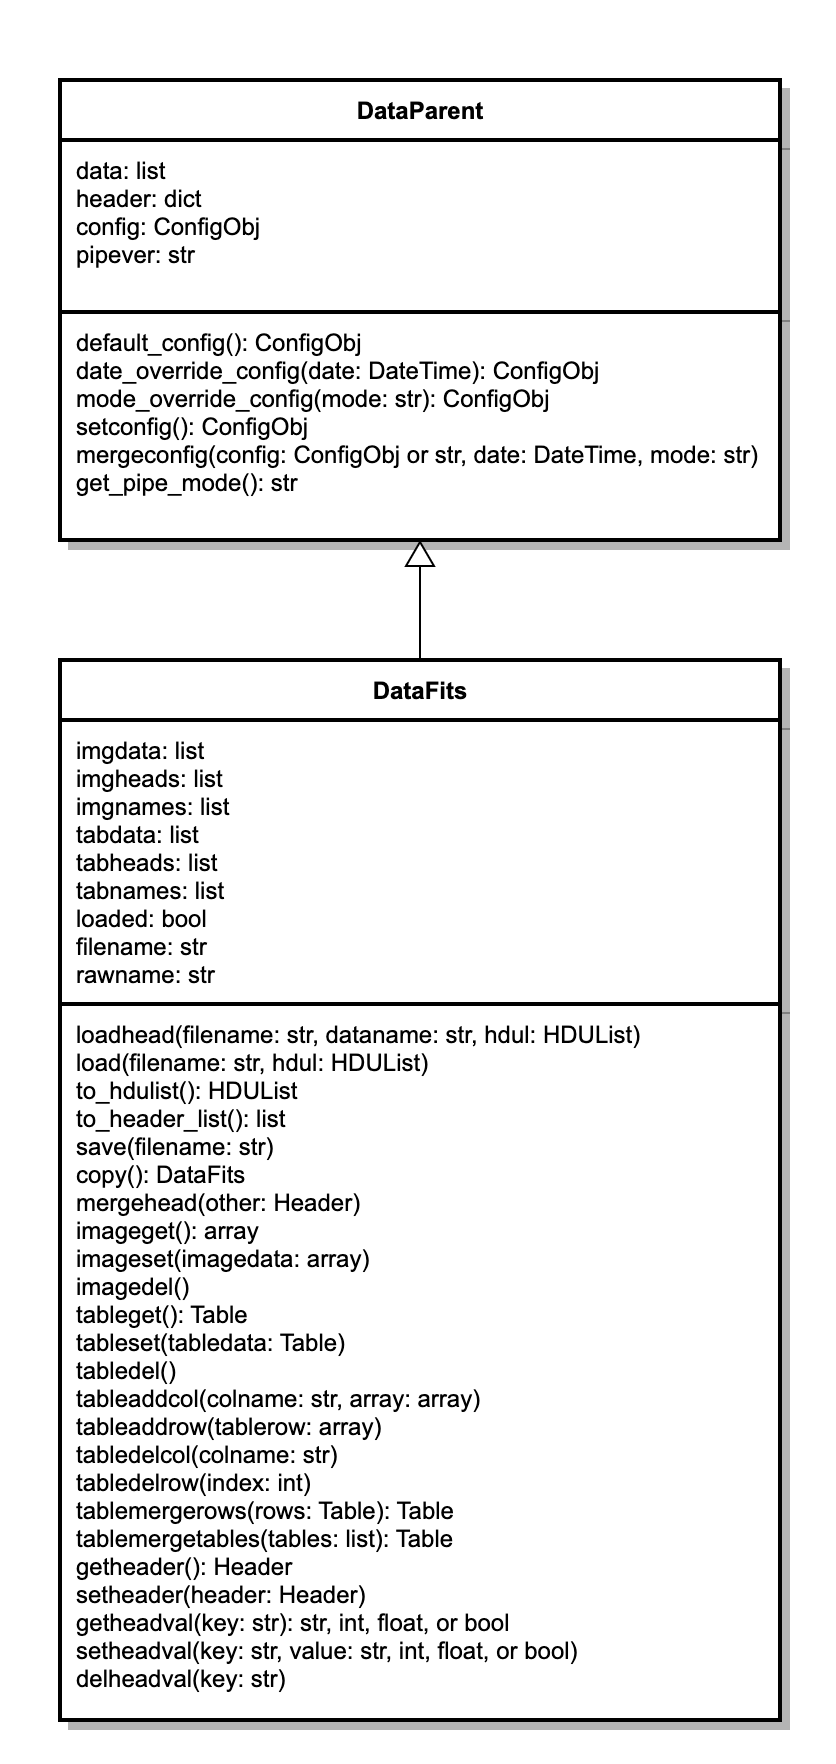 DataParent
data: list
header: dict
config: ConfigObj
pipever: str
default_config(): ConfigObj
date_override_config(date: DateTime): ConfigObj
mode_override_config(mode: str): ConfigObj
setconfig(): ConfigObj
mergeconfig(config: ConfigObj or str, date: DateTime, mode: str)
get_pipe_mode(): str
DataFits
imgdata: list
imgheads: list
imgnames: list
tabdata: list
tabheads: list
tabnames: list
loaded: bool
filename: str
rawname: str
loadhead(filename: str, dataname: str, hdul: HDUList)
load(filename: str, hdul: HDUList)
to_hdulist(): HDUList
to_header_list(): list
save(filename: str)
copy(): DataFits
mergehead(other: Header)
imageget(): array
imageset(imagedata: array)
imagedel()
tableget(): Table
tableset(tabledata: Table)
tabledel()
tableaddcol(colname: str, array: array)
tableaddrow(tablerow: array)
tabledelcol(colname: str)
tabledelrow(index: int)
tablemergerows(rows: Table): Table
tablemergetables(tables: list): Table
getheader(): Header
setheader(header: Header)
getheadval(key: str): str, int, float, or bool
setheadval(key: str, value: str, int, float, or bool)
delheadval(key: str)